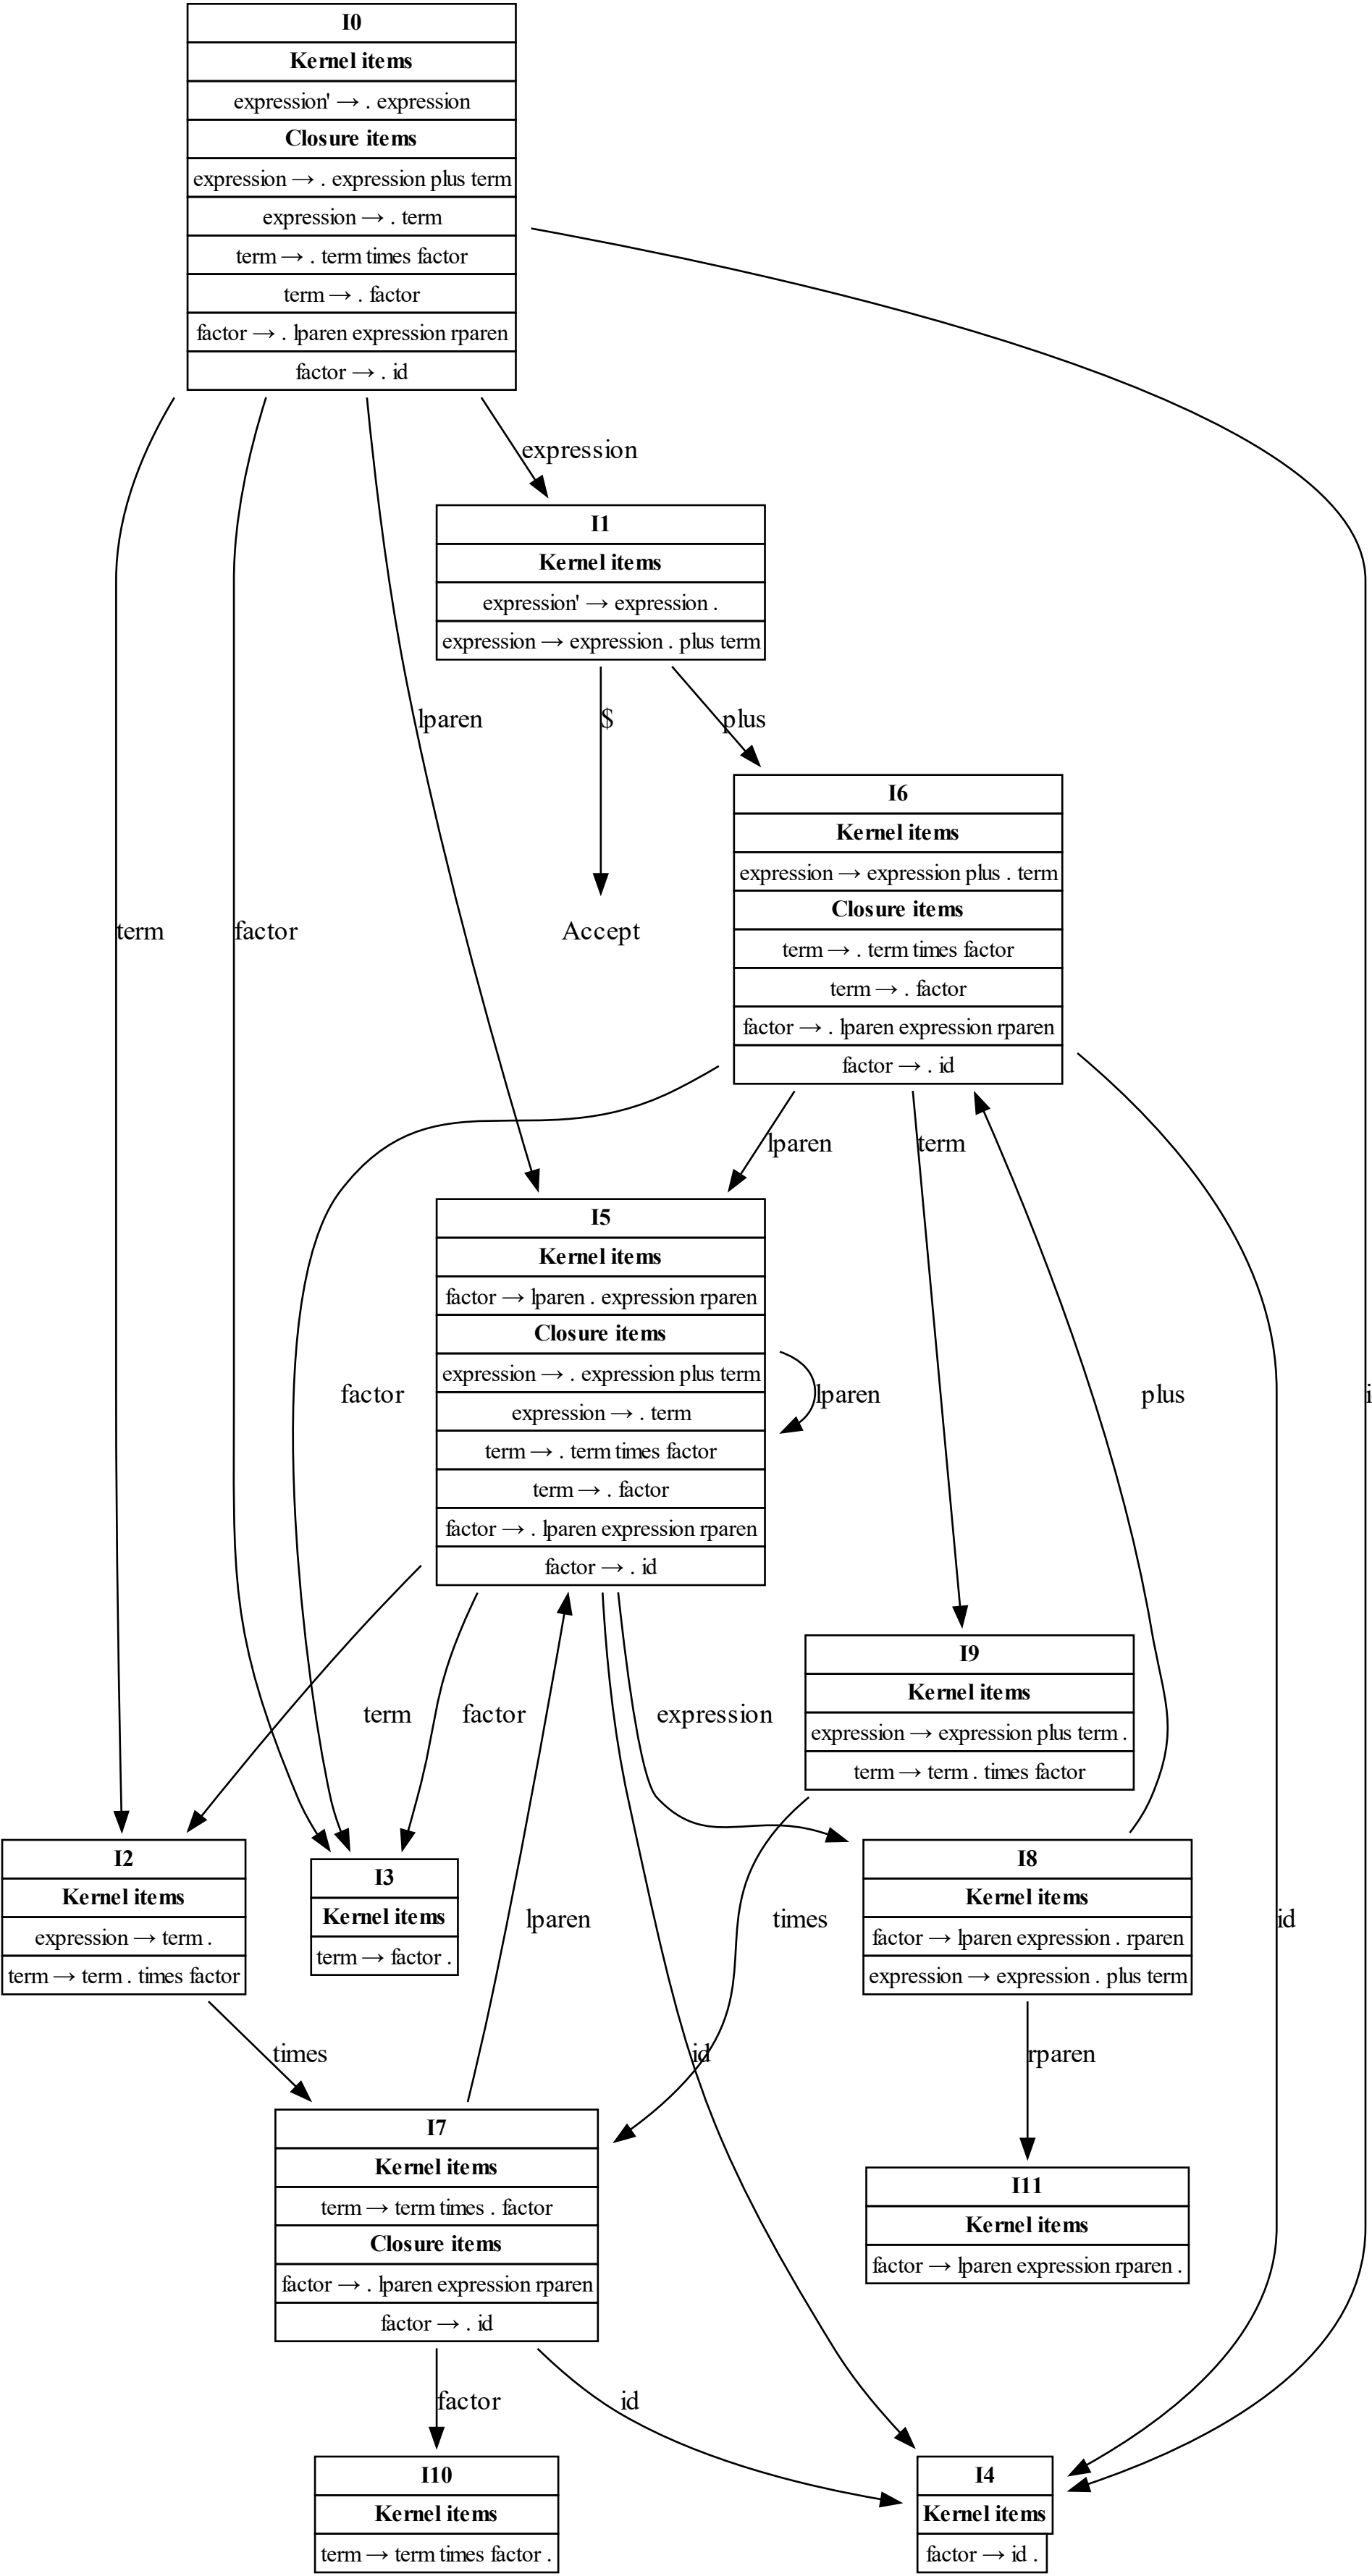 I0
Kernel items
expression' → . expression
Closure items
expression → . expression plus term
expression → . term
term → . term times factor
term → . factor
factor → . lparen expression rparen
factor → . id
expression
I1
Kernel items
expression' → expression .
expression → expression . plus term
lparen
$
plus
I6
Kernel items
expression → expression plus . term
Closure items
term → . term times factor
term → . factor
factor → . lparen expression rparen
factor → . id
term
factor
Accept
lparen
term
I5
Kernel items
factor → lparen . expression rparen
Closure items
expression → . expression plus term
expression → . term
term → . term times factor
term → . factor
factor → . lparen expression rparen
factor → . id
factor
lparen
plus
i
I9
Kernel items
expression → expression plus term .
term → term . times factor
term
factor
expression
I2
Kernel items
expression → term .
term → term . times factor
I3
Kernel items
term → factor .
lparen
times
I8
Kernel items
factor → lparen expression . rparen
expression → expression . plus term
id
times
id
rparen
I7
Kernel items
term → term times . factor
Closure items
factor → . lparen expression rparen
factor → . id
I11
Kernel items
factor → lparen expression rparen .
factor
id
I10
Kernel items
term → term times factor .
I4
Kernel items
factor → id .